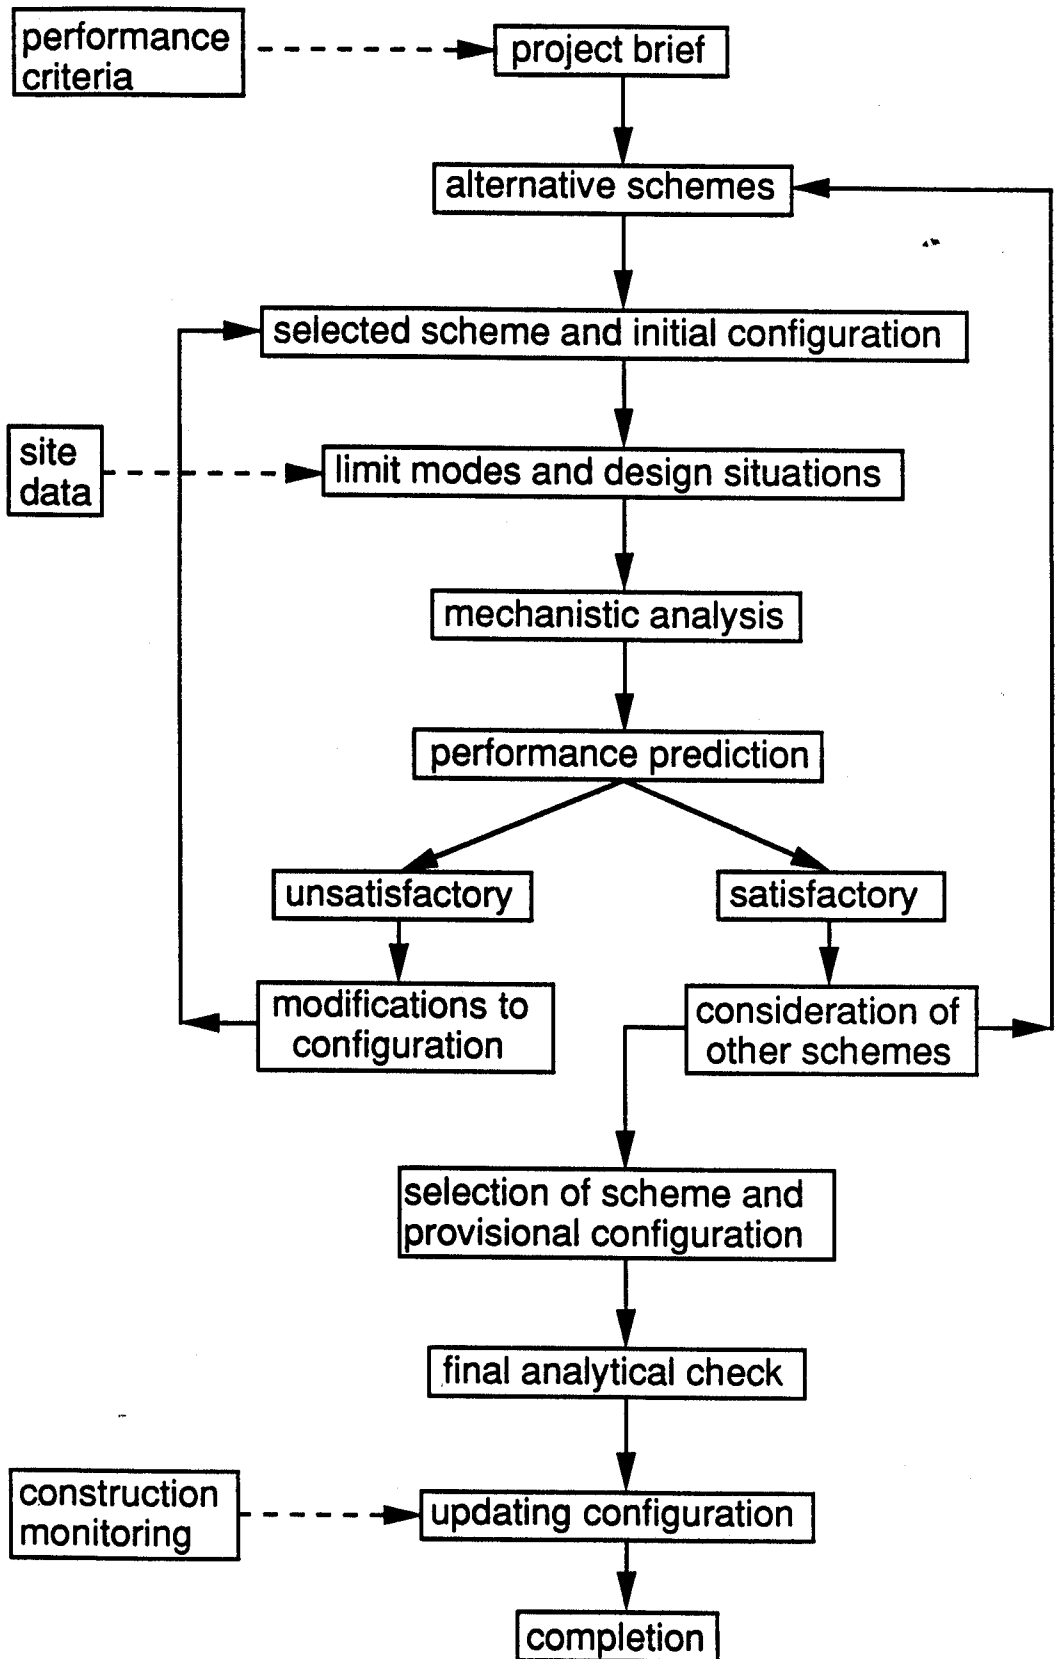 performance
criteria
project brief
alternative schemes
selected scheme and initial configuration
site
data
limit modes and design situations
mechanistic analysis
performance prediction
unsatisfactory
satisfactory
modifications to
configuration
consideration of
other schemes
selection of scheme and
provisional configuration
final analytical check
construction
monitoring
updating configuration
completion